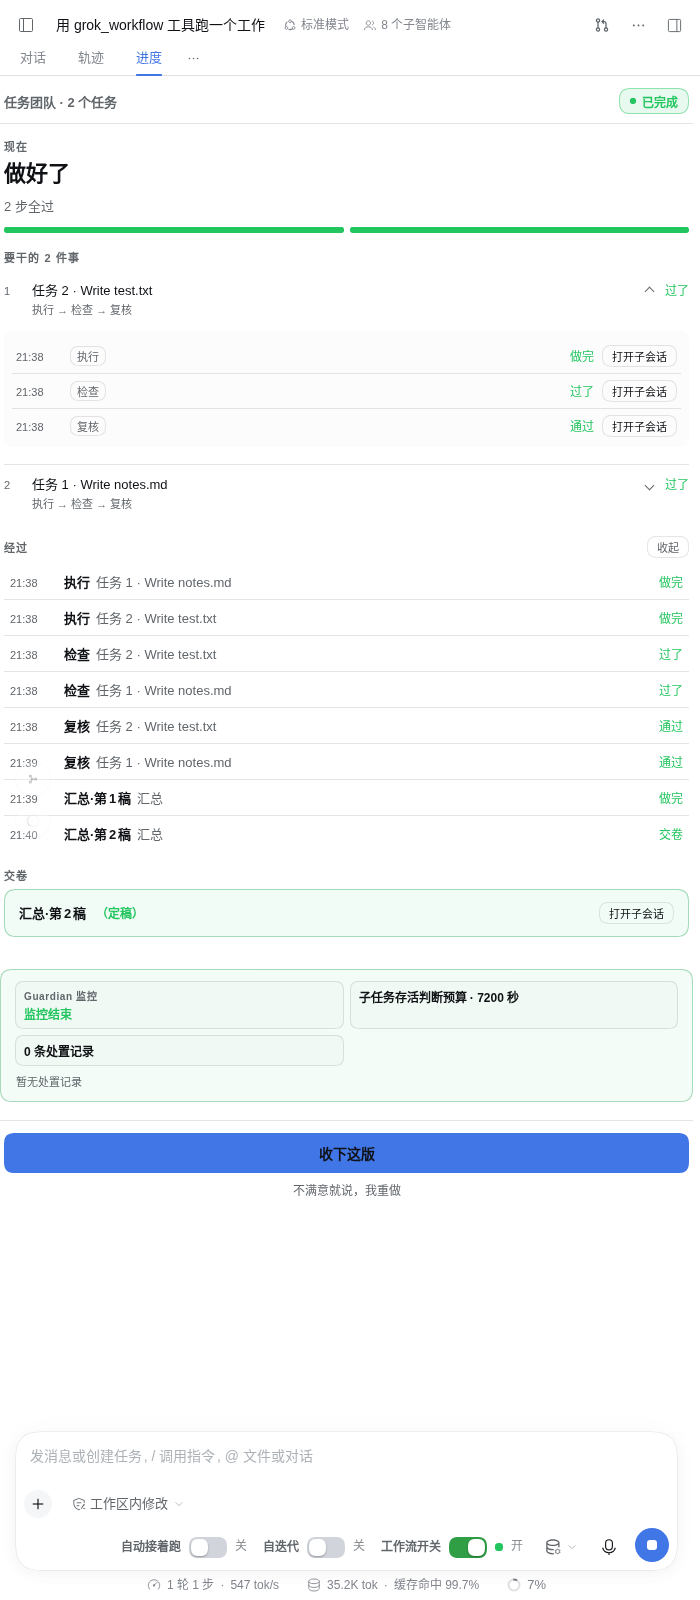 用 grok_workflow 工具跑一个工作 标准模式 8 个子智能体 ···
对话 轨迹 进度 ···
任务团队 · 2 个任务 已完成
现在
做好了
2 步全过
要干的 2 件事
1 任务 2 · Write test.txt 过了
执行 → 检查 → 复核
21:38 执行 做完 打开子会话
21:38 检查 过了 打开子会话
21:38 复核 通过 打开子会话
2 任务 1 · Write notes.md 过了
执行 → 检查 → 复核
经过 收起
21:38 执行 任务 1 · Write notes.md 做完
21:38 执行 任务 2 · Write test.txt 做完
21:38 检查 任务 2 · Write test.txt 过了
21:38 检查 任务 1 · Write notes.md 过了
21:38 复核 任务 2 · Write test.txt 通过
21:39 复核 任务 1 · Write notes.md 通过
21:39 汇总·第 1 稿 汇总 做完
21:40 汇总·第 2 稿 汇总 交卷
交卷
汇总·第 2 稿 （定稿） 打开子会话
Guardian 监控
监控结束
子任务存活判断预算 · 7200 秒
0 条处置记录
暂无处置记录
收下这版
不满意就说，我重做
发消息或创建任务, / 调用指令, @ 文件或对话
工作区内修改
自动接着跑 关 自迭代 关 工作流开关 开
1 轮 1 步 · 547 tok/s 35.2K tok · 缓存命中 99.7% 7%